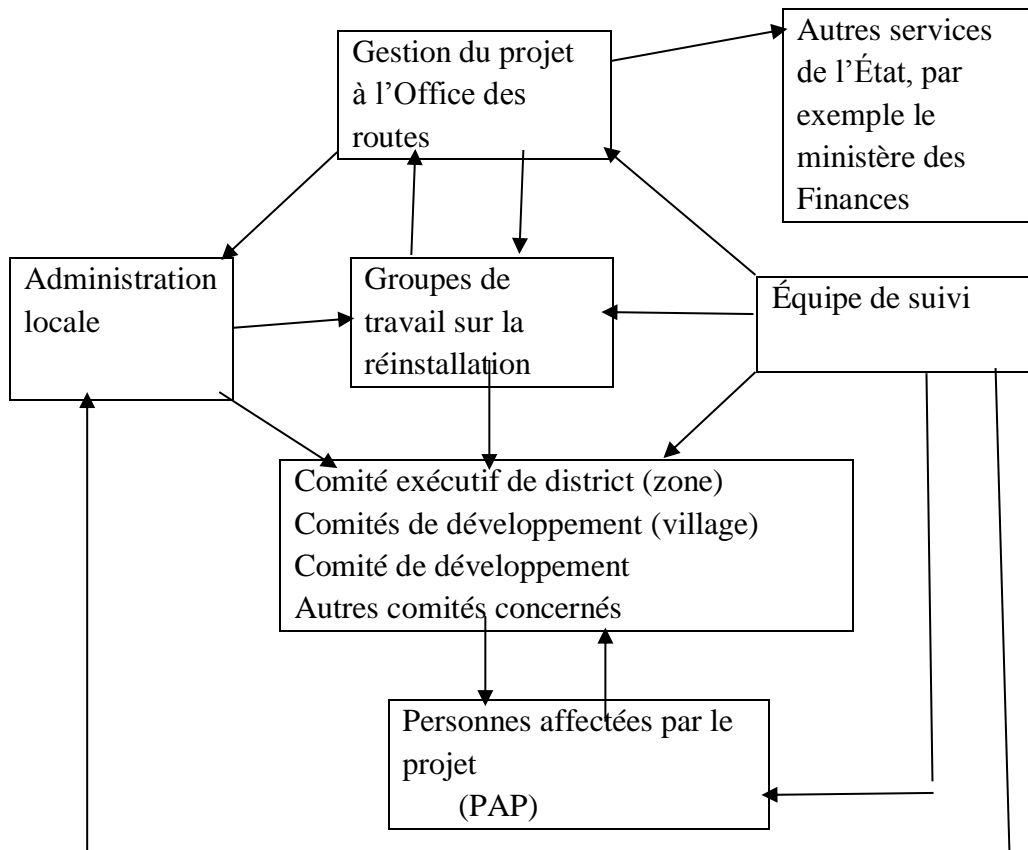 Gestion du projet
à l’Office des
routes
Autres services
de l’État, par
exemple le
ministère des
Finances
Administration
locale
Groupes de
travail sur la
réinstallation
Équipe de suivi
Comité exécutif de district (zone)
Comités de développement (village)
Comité de développement
Autres comités concernés
Personnes affectées par le
projet
(PAP)